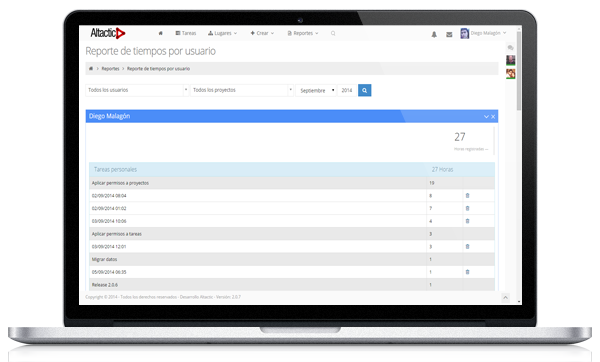 Altactic
Tareas Lugares Crear Reportes Diego Malagón
Reporte de tiempos por usuario
Reportes > Reporte de tiempos por usuario
Todos los usuarios Todos los proyectos Septiembre 2014
Diego Malagón
27
Horas registradas
Tareas personales 27 Horas
Aplicar permisos a proyectos 19
02/09/2014 08:04 8
02/09/2014 01:02 7
03/09/2014 10:06 4
Aplicar permisos a tareas 3
03/09/2014 12:01 3
Migrar datos 1
05/09/2014 06:35 1
Release 2.0.6 1
Copyright © 2014 - Todos los derechos reservados - Desarrollo Altactic - Versión: 2.0.7